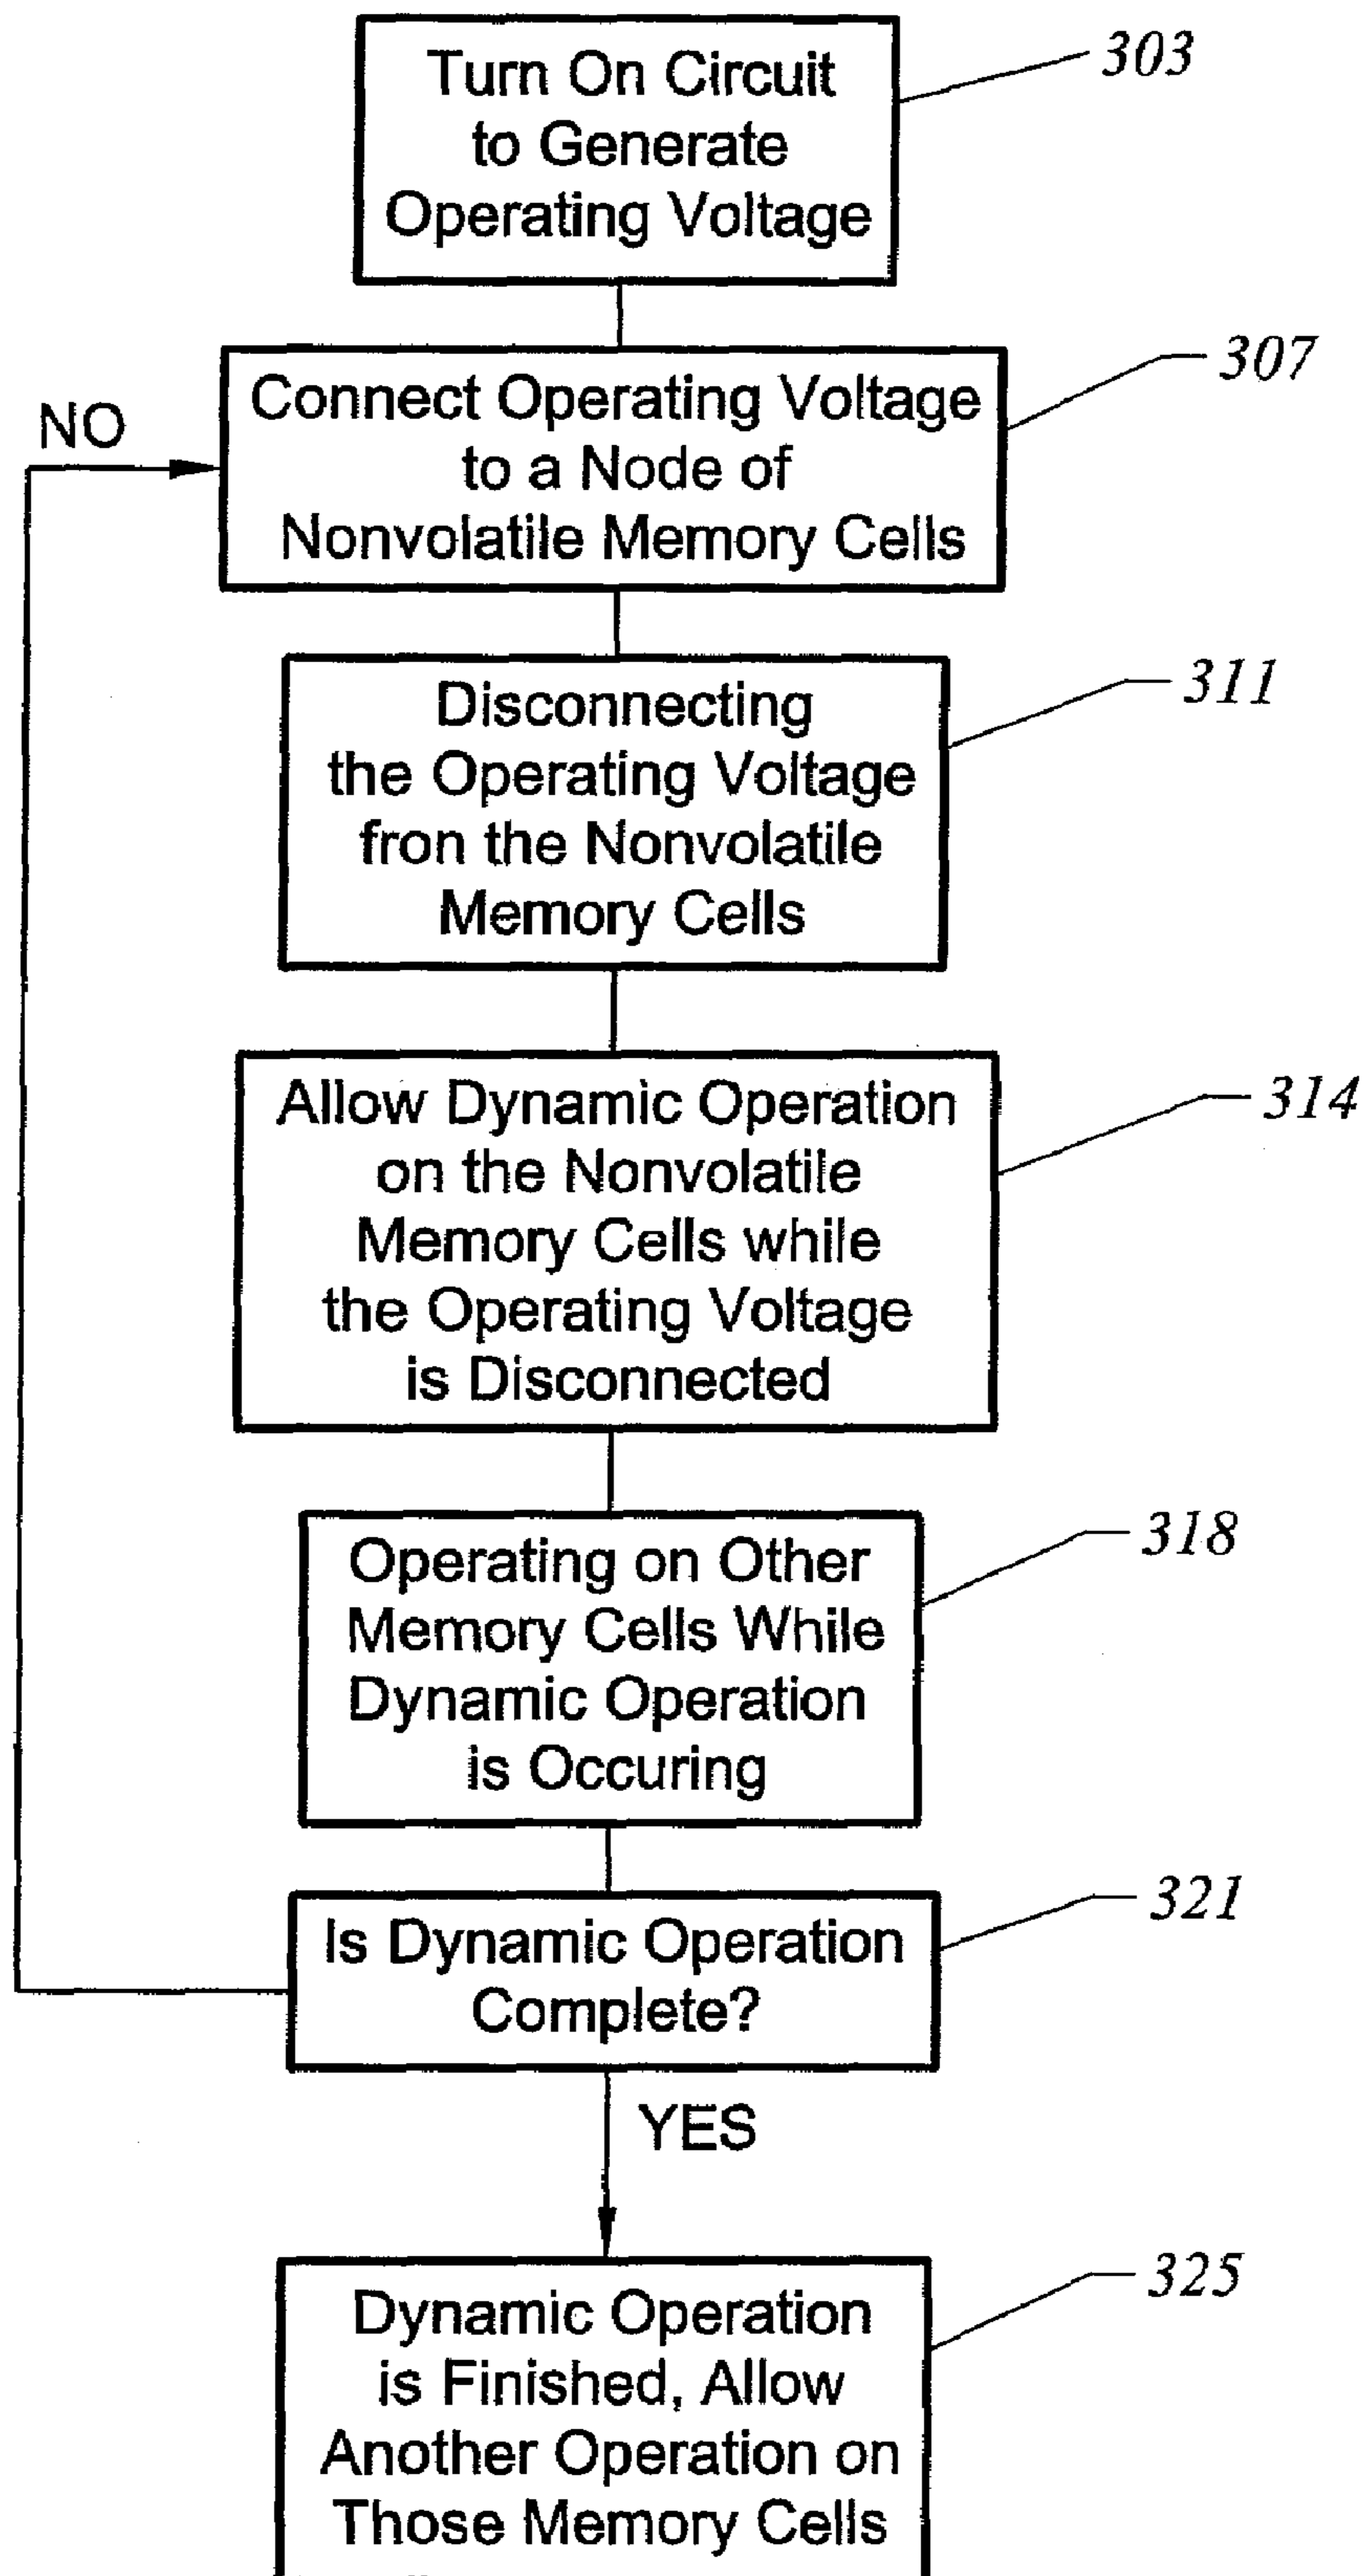 Turn On Circuit
to Generate
Operating Voltage
303
Connect Operating Voltage
to a Node of
Nonvolatile Memory Cells
307
NO
Disconnecting
the Operating Voltage
fron the Nonvolatile
Memory Cells
311
Allow Dynamic Operation
on the Nonvolatile
Memory Cells while
the Operating Voltage
is Disconnected
314
Operating on Other
Memory Cells While
Dynamic Operation
is Occuring
318
Is Dynamic Operation
Complete?
321
YES
Dynamic Operation
is Finished, Allow
Another Operation on
Those Memory Cells
325